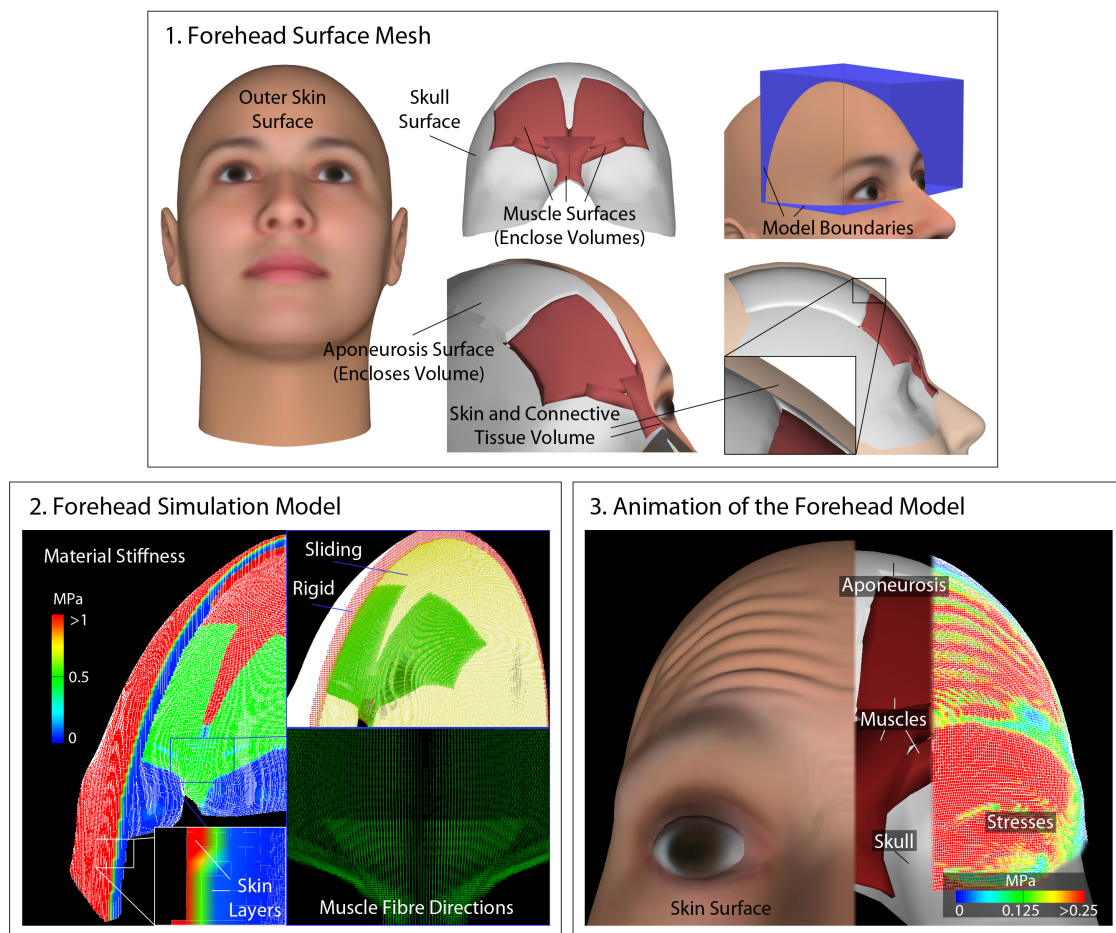 1. Forehead Surface Mesh
Outer Skin
Surface
Skull
Surface
Muscle Surfaces
(Enclose Volumes)
Model Boundaries
Aponeurosis Surface
(Encloses Volume)
Skin and Connective
Tissue Volume
2. Forehead Simulation Model
Material Stiffness
MPa
>1
0.5
0
Sliding
Rigid
Skin
Layers
Muscle Fibre Directions
3. Animation of the Forehead Model
Aponeurosis
Muscles
Skull
Stresses
Skin Surface
MPa
0 0.125 >0.25